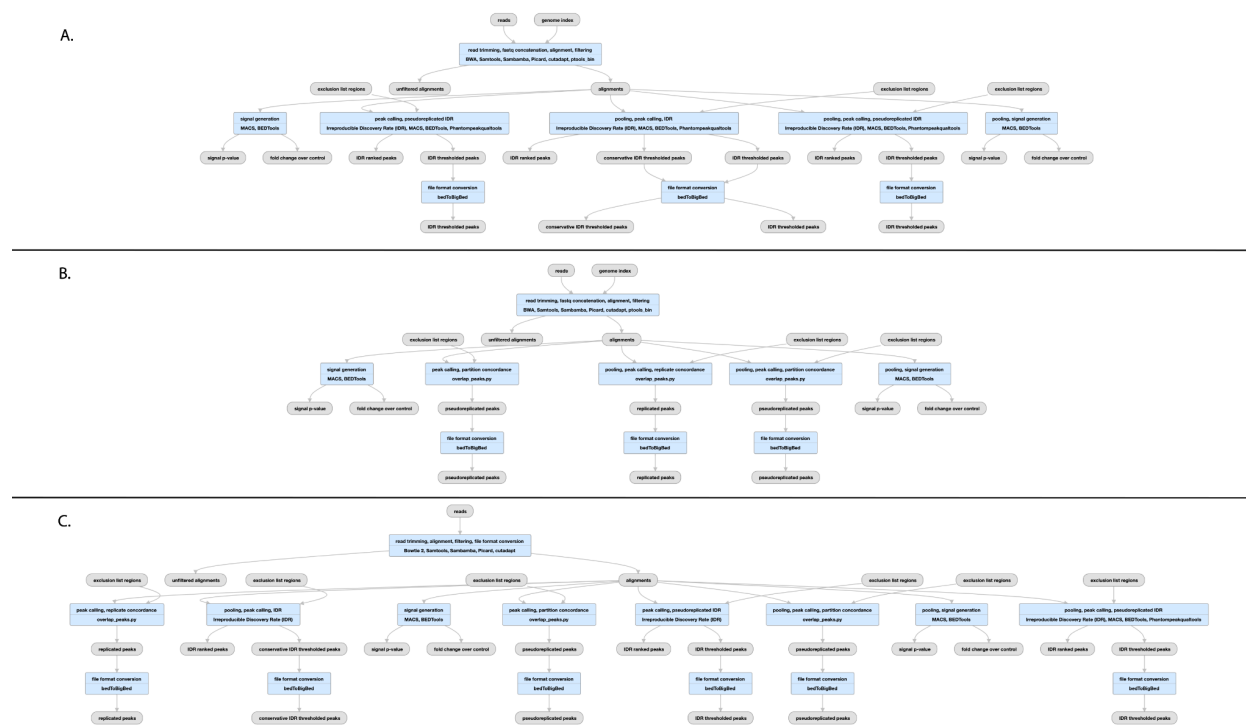 A.
reads
genome index
read trimming, fastq concatenation, alignment, filtering
BWA, Samtools, Sambamba, Picard, cutadapt, ptools_bin
exclusion list regions
unfiltered alignments
alignments
exclusion list regions
exclusion list regions
signal generation
MACS, BEDTools
peak calling, pseudoreplicated IDR
Irreproducible Discovery Rate (IDR), MACS, BEDTools, Phantompeakqualtools
pooling, peak calling, IDR
Irreproducible Discovery Rate (IDR), MACS, BEDTools, Phantompeakqualtools
pooling, peak calling, pseudoreplicated IDR
Irreproducible Discovery Rate (IDR), MACS, BEDTools, Phantompeakqualtools
pooling, signal generation
MACS, BEDTools
signal p-value
fold change over control
IDR ranked peaks
IDR thresholded peaks
IDR ranked peaks
conservative IDR thresholded peaks
IDR thresholded peaks
IDR ranked peaks
IDR thresholded peaks
signal p-value
fold change over control
file format conversion
bedToBigBed
file format conversion
bedToBigBed
file format conversion
bedToBigBed
IDR thresholded peaks
conservative IDR thresholded peaks
IDR thresholded peaks
IDR thresholded peaks
B.
reads
genome index
read trimming, fastq concatenation, alignment, filtering
BWA, Samtools, Sambamba, Picard, cutadapt, ptools_bin
exclusion list regions
unfiltered alignments
alignments
exclusion list regions
exclusion list regions
signal generation
MACS, BEDTools
peak calling, partition concordance
overlap_peaks.py
pooling, peak calling, replicate concordance
overlap_peaks.py
pooling, peak calling, partition concordance
overlap_peaks.py
pooling, signal generation
MACS, BEDTools
signal p-value
fold change over control
pseudoreplicated peaks
replicated peaks
pseudoreplicated peaks
signal p-value
fold change over control
file format conversion
bedToBigBed
file format conversion
bedToBigBed
file format conversion
bedToBigBed
pseudoreplicated peaks
replicated peaks
pseudoreplicated peaks
C.
reads
read trimming, alignment, filtering, file format conversion
Bowtie 2, Samtools, Sambamba, Picard, cutadapt
exclusion list regions
unfiltered alignments
exclusion list regions
exclusion list regions
alignments
exclusion list regions
exclusion list regions
exclusion list regions
peak calling, replicate concordance
overlap_peaks.py
pooling, peak calling, IDR
Irreproducible Discovery Rate (IDR)
signal generation
MACS, BEDTools
peak calling, partition concordance
overlap_peaks.py
peak calling, pseudoreplicated IDR
Irreproducible Discovery Rate (IDR)
pooling, peak calling, partition concordance
overlap_peaks.py
pooling, signal generation
MACS, BEDTools
pooling, peak calling, pseudoreplicated IDR
Irreproducible Discovery Rate (IDR), MACS, BEDTools, Phantompeakqualtools
replicated peaks
IDR ranked peaks
conservative IDR thresholded peaks
signal p-value
fold change over control
pseudoreplicated peaks
IDR ranked peaks
IDR thresholded peaks
pseudoreplicated peaks
signal p-value
fold change over control
IDR ranked peaks
IDR thresholded peaks
file format conversion
bedToBigBed
file format conversion
bedToBigBed
file format conversion
bedToBigBed
file format conversion
bedToBigBed
file format conversion
bedToBigBed
file format conversion
bedToBigBed
replicated peaks
conservative IDR thresholded peaks
pseudoreplicated peaks
IDR thresholded peaks
pseudoreplicated peaks
IDR thresholded peaks